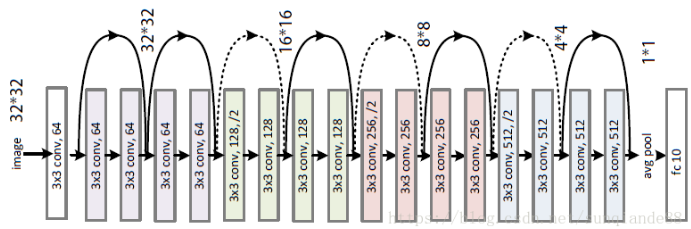 image
32*32
3x3 conv, 64
3x3 conv, 64
3x3 conv, 64
32*32
3x3 conv, 64
3x3 conv, 64
3x3 conv, 128, /2
3x3 conv, 128
16*16
3x3 conv, 128
3x3 conv, 128
3x3 conv, 256, /2
3x3 conv, 256
8*8
3x3 conv, 256
3x3 conv, 256
3x3 conv, 512, /2
3x3 conv, 512
4*4
3x3 conv, 512
3x3 conv, 512
avg pool
1*1
fc 10